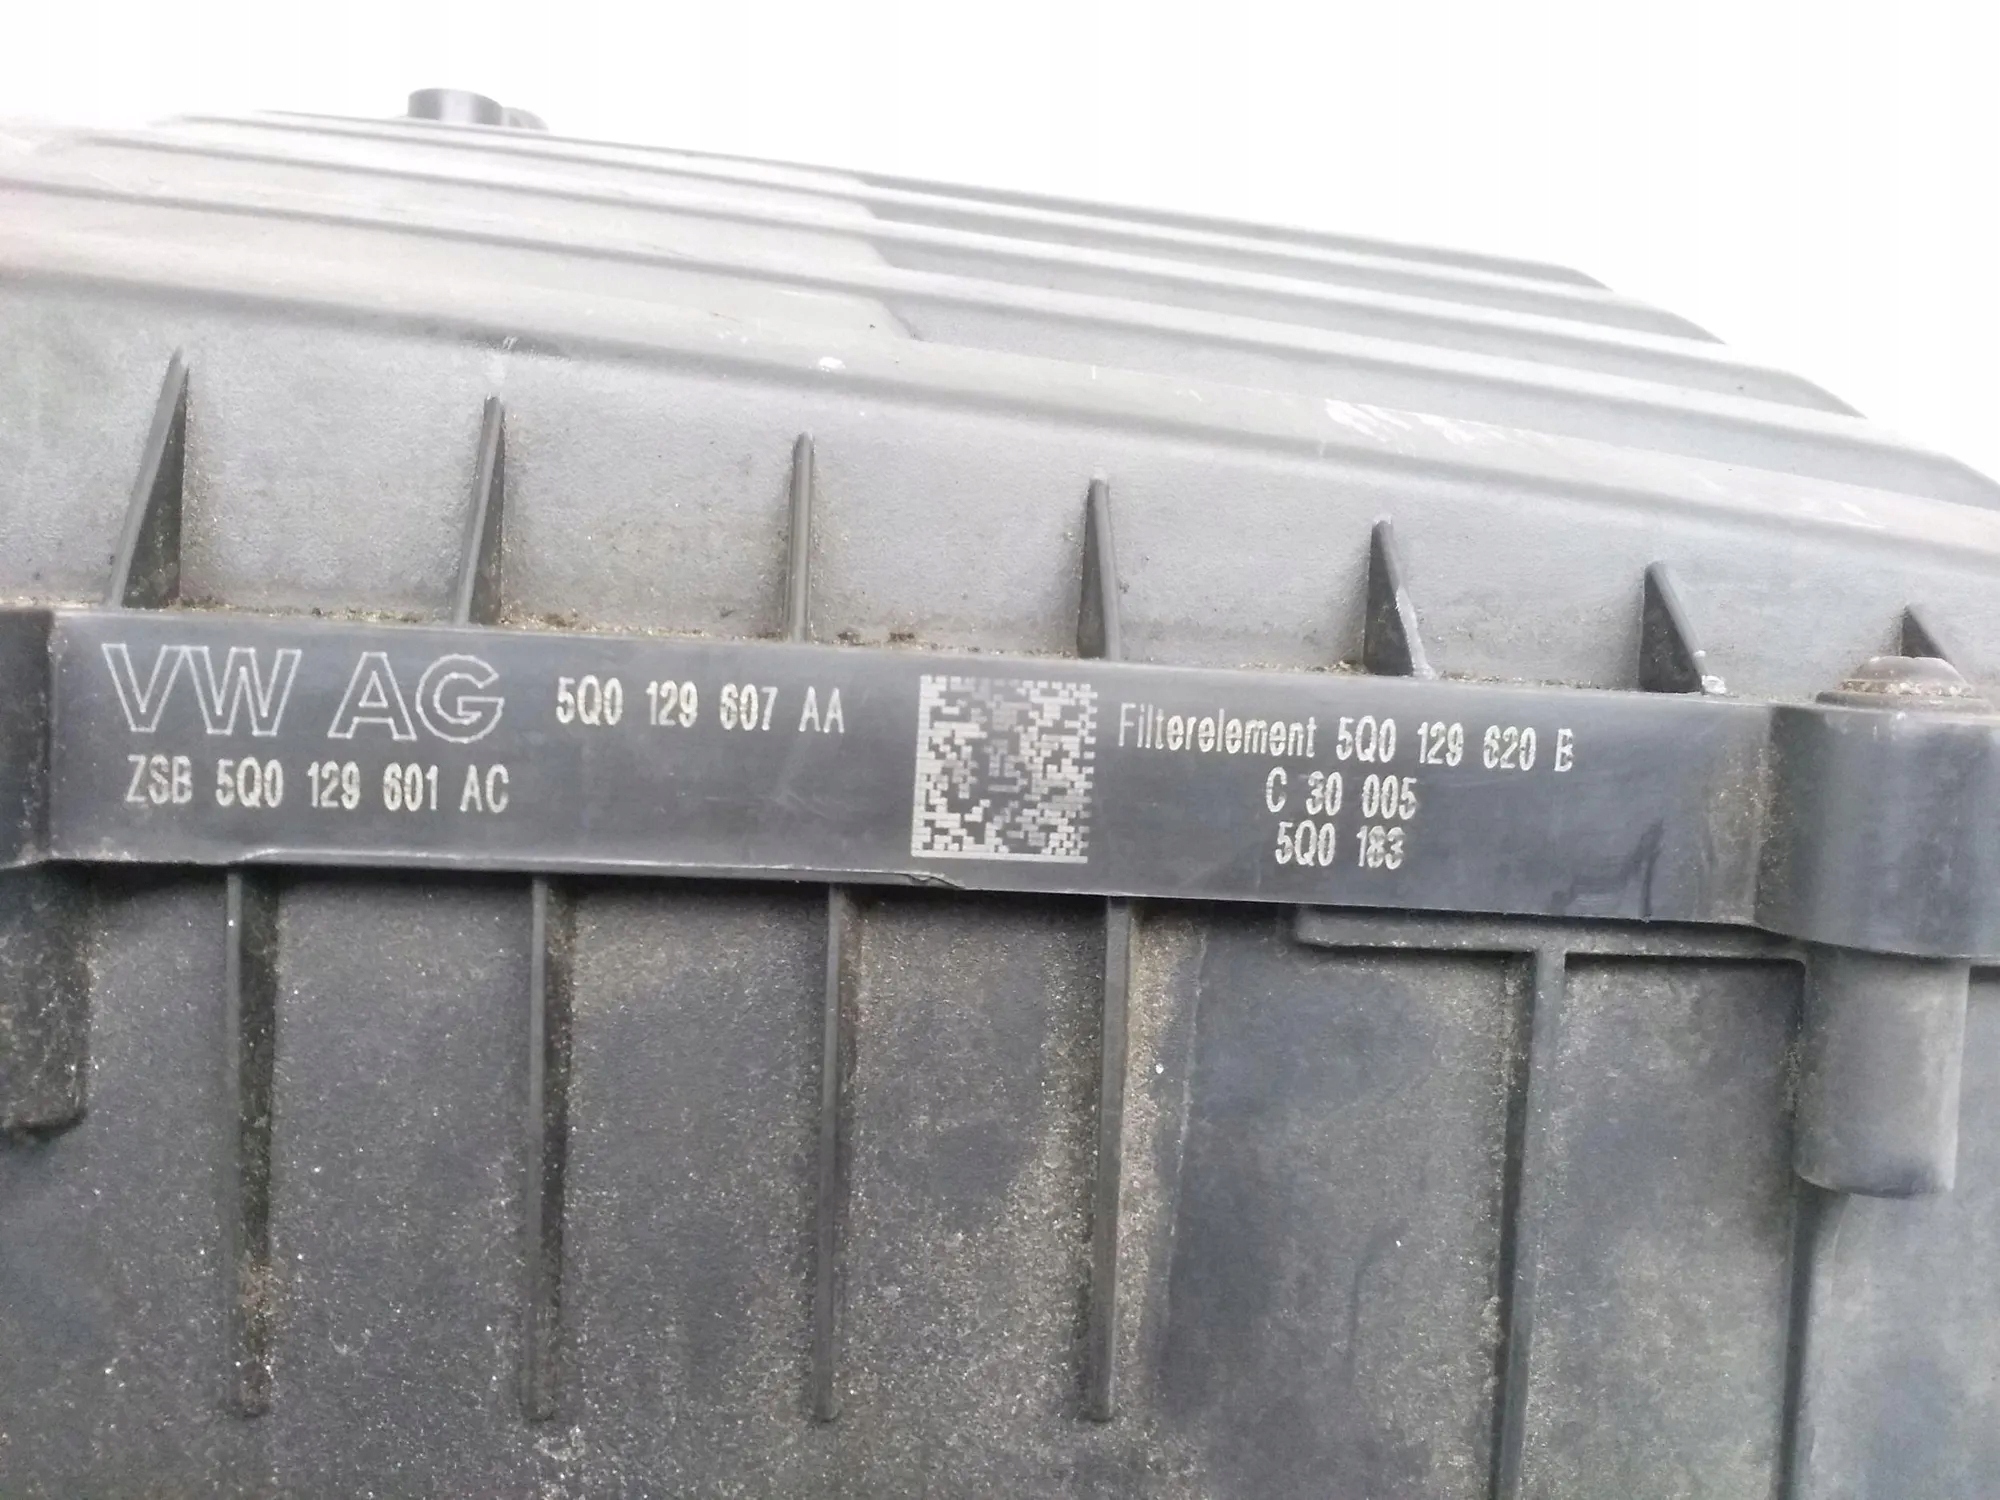 VW AG 5Q0 129 607 AA
ZSB 5Q0 129 601 AC
Filterelement 5Q0 129 620 B
C 30 005
5Q0 183